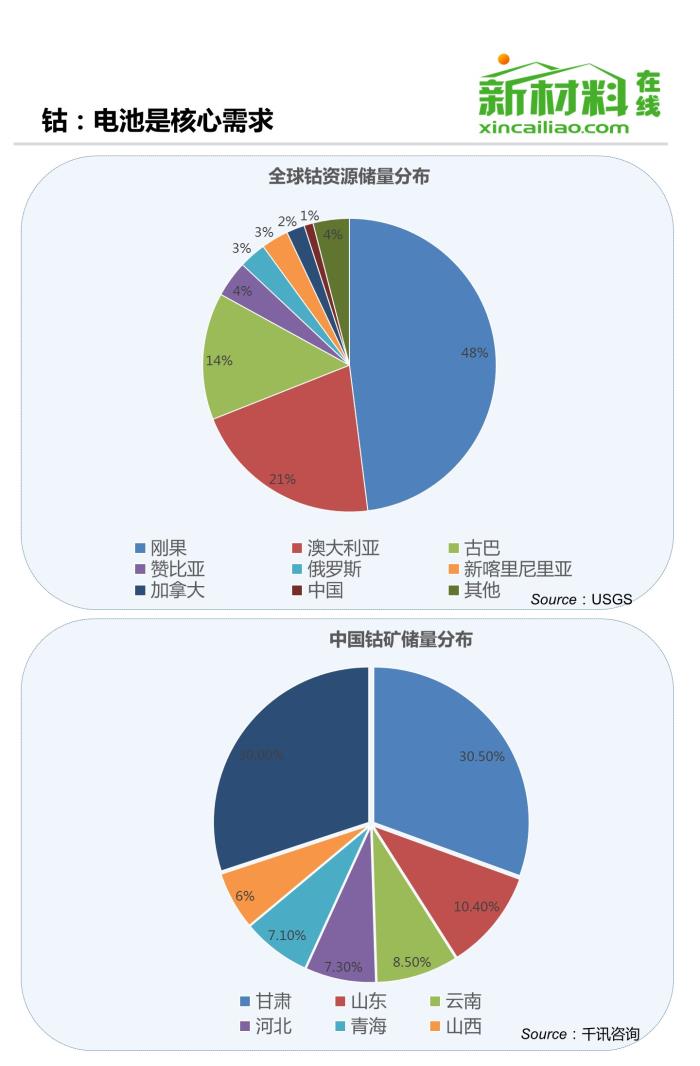 新材料在线
xincailiao.com
钴：电池是核心需求
全球钴资源储量分布
1%
2%
3%
4%
3%
4%
48%
14%
21%
刚果 澳大利亚 古巴
赞比亚 俄罗斯 新喀里尼里亚
加拿大 中国 其他
Source：USGS
中国钴矿储量分布
30.00%
30.50%
6%
10.40%
7.10%
8.50%
7.30%
甘肃 山东 云南
河北 青海 山西
Source：千讯咨询